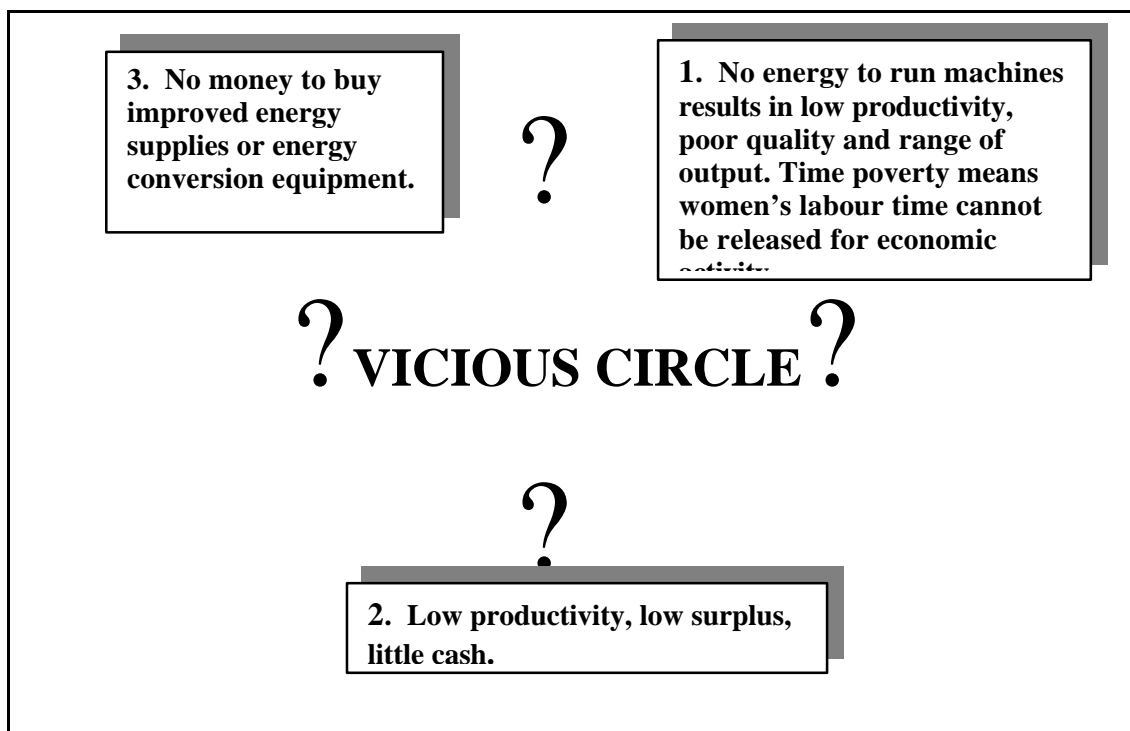 3. No money to buy
improved energy
supplies or energy
conversion equipment.
?
1. No energy to run machines
results in low productivity,
poor quality and range of
output. Time poverty means
women’s labour time cannot
be released for economic
activity
? VICIOUS CIRCLE ?
?
2. Low productivity, low surplus,
little cash.